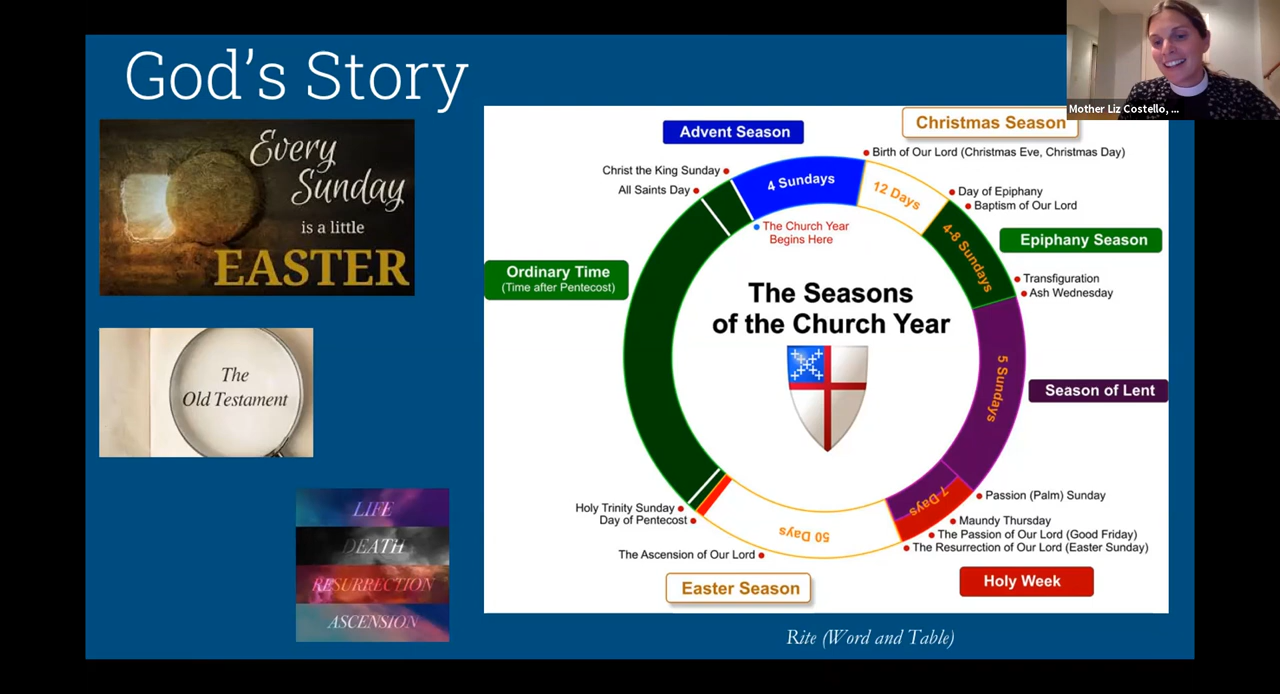 God's Story
Mother Liz Costello, ...
Every
Sunday
is a little
EASTER
The
Old Testament
LIFE
DEATH
RESURRECTION
ASCENSION
Advent Season
Christmas Season
Birth of Our Lord (Christmas Eve, Christmas Day)
Christ the King Sunday
All Saints Day
4 Sundays
12 Days
Day of Epiphany
Baptism of Our Lord
The Church Year
Begins Here
4-8 Sundays
Epiphany Season
Ordinary Time
(Time after Pentecost)
Transfiguration
Ash Wednesday
The Seasons
of the Church Year
5 Sundays
Season of Lent
7 Days
Passion (Palm) Sunday
Holy Trinity Sunday
Day of Pentecost
Maundy Thursday
The Passion of Our Lord (Good Friday)
The Resurrection of Our Lord (Easter Sunday)
50 Days
The Ascension of Our Lord
Easter Season
Holy Week
Rite (Word and Table)